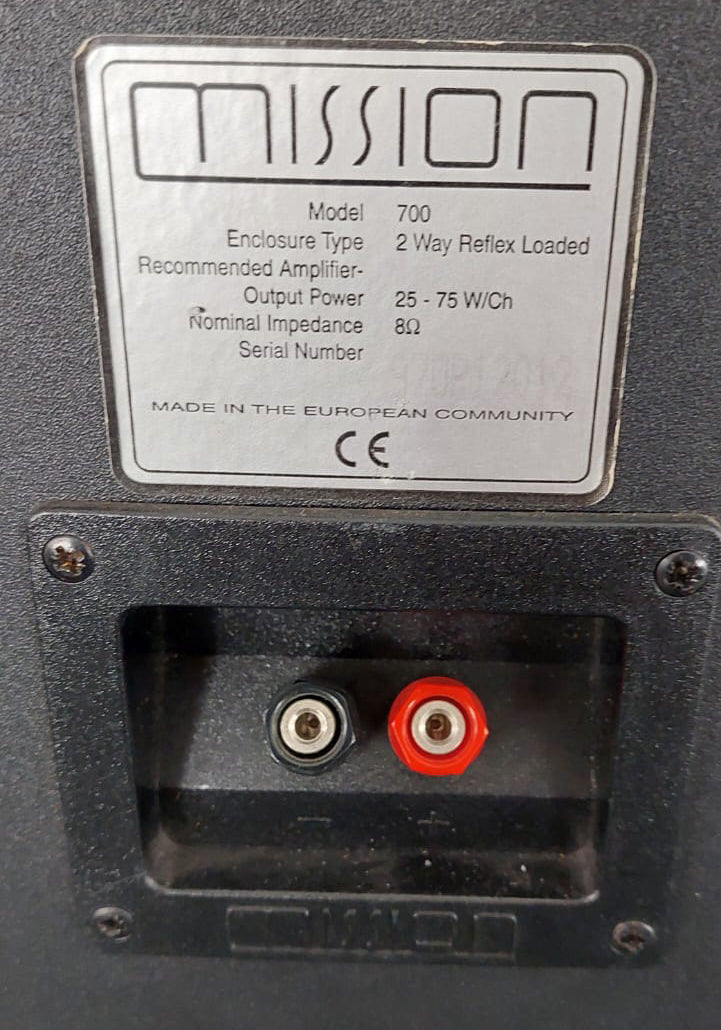 mission
Model 700
Enclosure Type 2 Way Reflex Loaded
Recommended Amplifier-
Output Power 25 - 75 W/Ch
Nominal Impedance 8Ω
Serial Number
MADE IN THE EUROPEAN COMMUNITY
CE
− +
mission